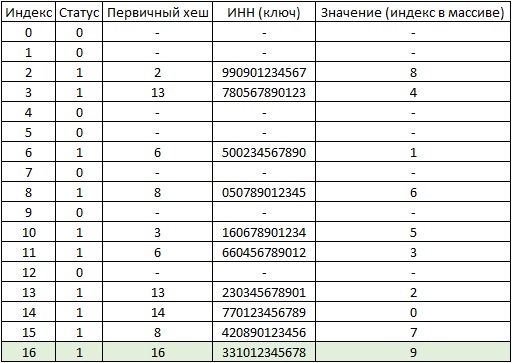 Индекс Статус Первичный хеш ИНН (ключ) Значение (индекс в массиве)
0 0 - - -
1 0 - - -
2 1 2 990901234567 8
3 1 13 780567890123 4
4 0 - - -
5 0 - - -
6 1 6 500234567890 1
7 0 - - -
8 1 8 050789012345 6
9 0 - - -
10 1 3 160678901234 5
11 1 6 660456789012 3
12 0 - - -
13 1 13 230345678901 2
14 1 14 770123456789 0
15 1 8 420890123456 7
16 1 16 331012345678 9